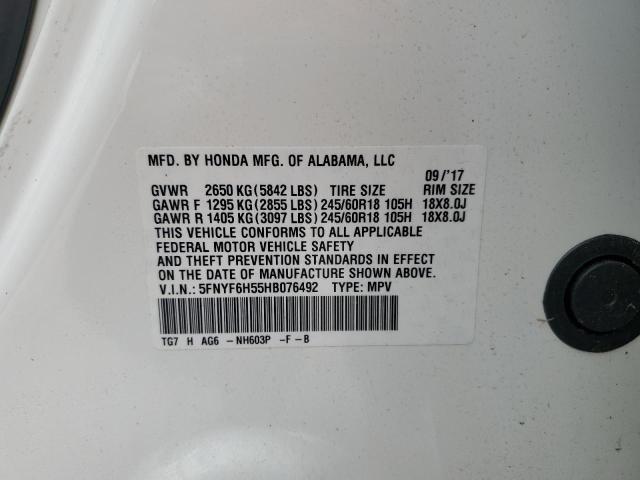 MFD. BY HONDA MFG. OF ALABAMA, LLC
09/'17
GVWR 2650 KG(5842 LBS) TIRE SIZE RIM SIZE
GAWR F 1295 KG(2855 LBS)245/60R18 105H 18X8.0J
GAWR R 1405 KG(3097 LBS)245/60R18 105H 18X8.0J
THIS VEHICLE CONFORMS TO ALL APPLICABLE
FEDERAL MOTOR VEHICLE SAFETY
AND THEFT PREVENTION STANDARDS IN EFFECT
ON THE DATE OF MANUFACTURE SHOWN ABOVE.
V.I.N.: 5FNYF6H55HB076492 TYPE: MPV
TG7 H AG6 -NH603P -F-B